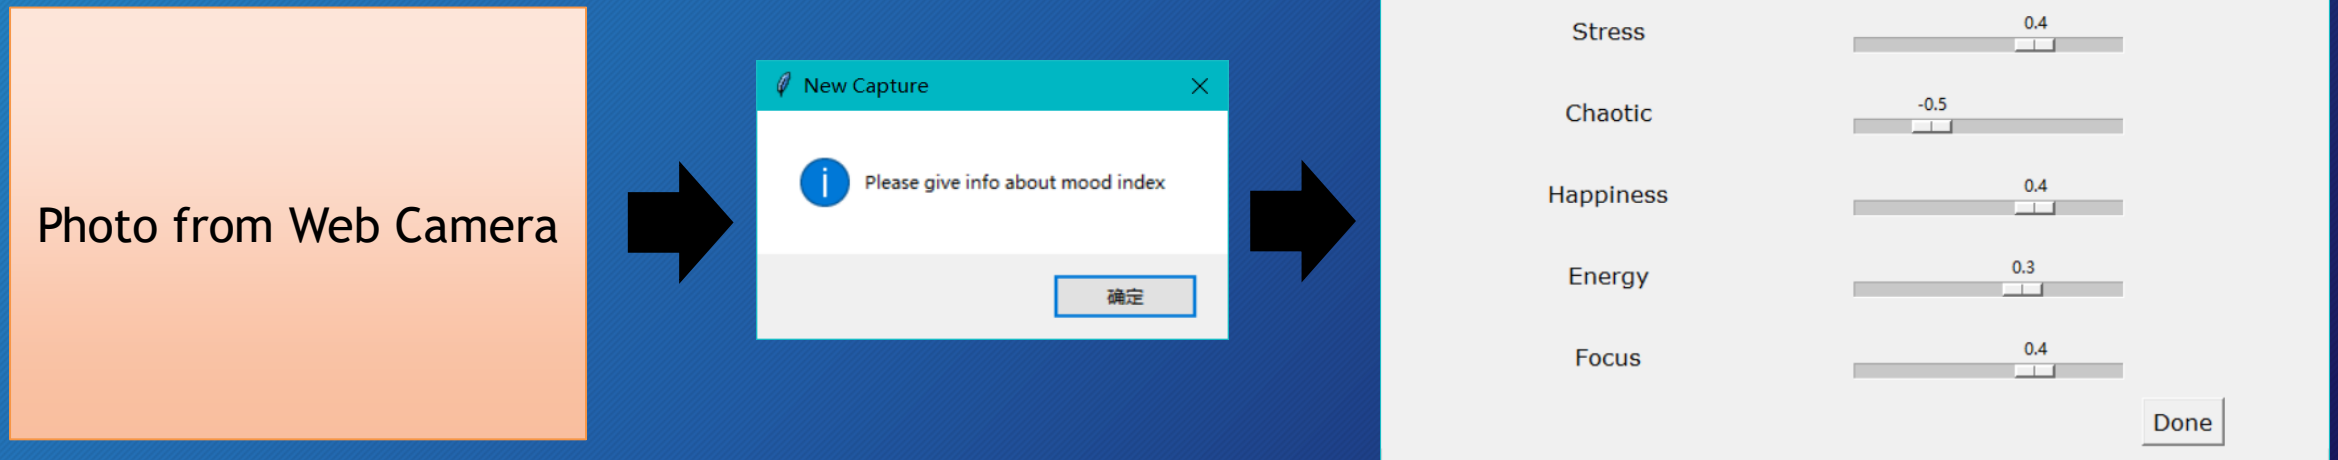 Photo from Web Camera
New Capture
Please give info about mood index
确定
Stress
0.4
Chaotic
-0.5
Happiness
0.4
Energy
0.3
Focus
0.4
Done